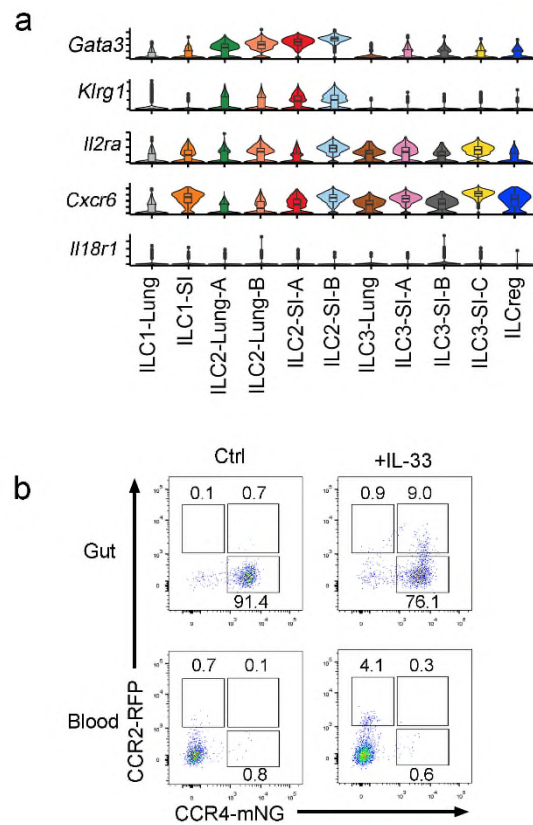 a
Gata3
Klrg1
Il2ra
Cxcr6
Il18r1
ILC1-Lung
ILC1-SI
ILC2-Lung-A
ILC2-Lung-B
ILC2-SI-A
ILC2-SI-B
ILC3-Lung
ILC3-SI-A
ILC3-SI-B
ILC3-SI-C
ILCreg
b
Ctrl
+IL-33
Gut
0.1 0.7
91.4
0.9 9.0
76.1
Blood
0.7 0.1
0.8
4.1 0.3
0.6
CCR2-RFP
CCR4-mNG